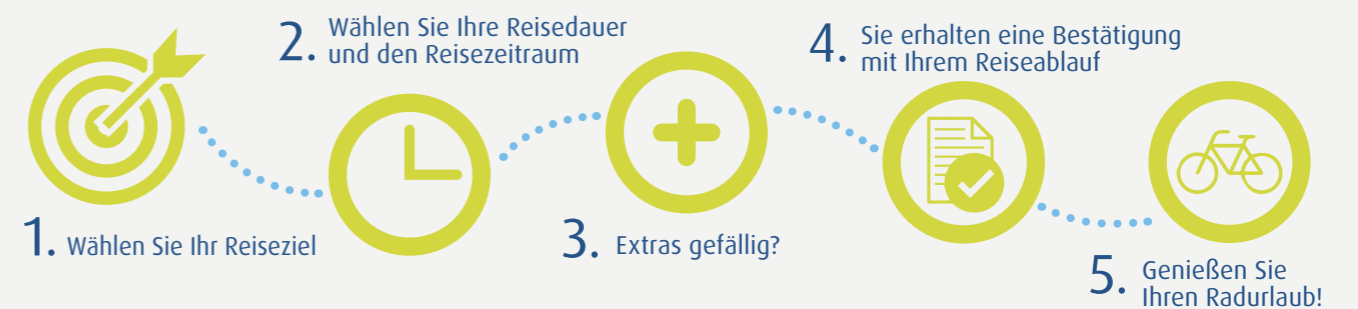 1. Wählen Sie Ihr Reiseziel
2. Wählen Sie Ihre Reisedauer
und den Reisezeitraum
3. Extras gefällig?
4. Sie erhalten eine Bestätigung
mit Ihrem Reiseablauf
5. Genießen Sie
Ihren Radurlaub!